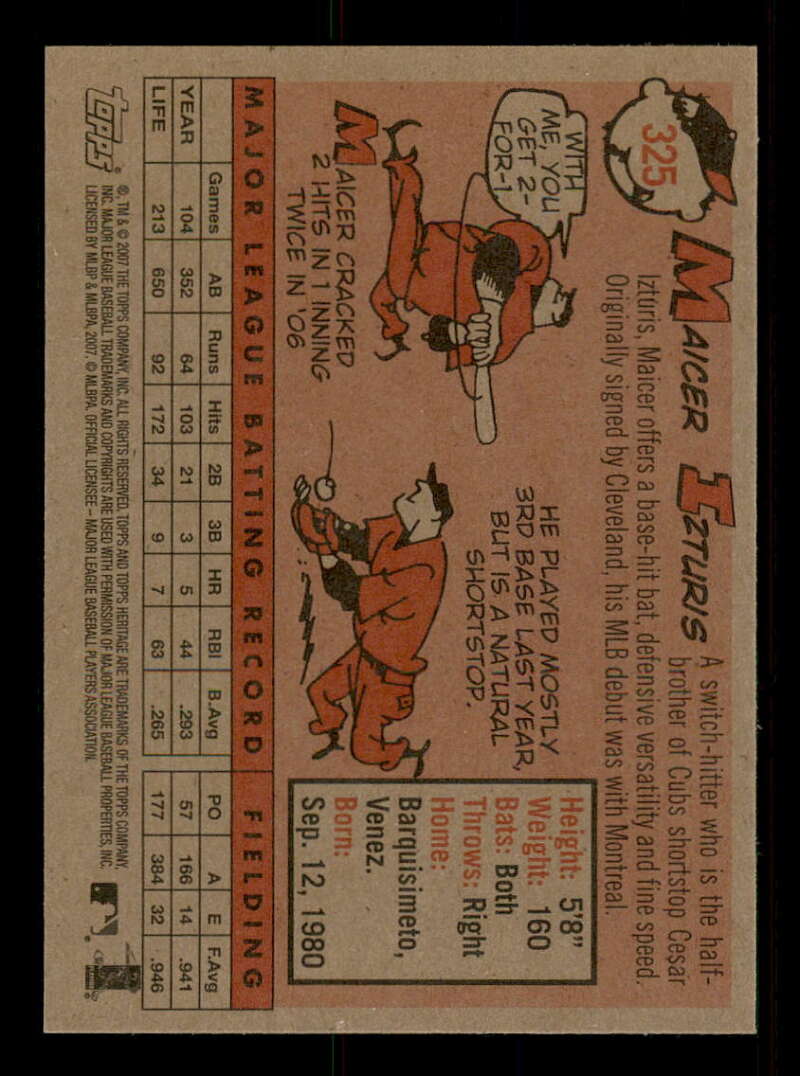 325
MAICER IZTURIS
A switch-hitter who is the half-
brother of Cubs shortstop Cesar
Izturis, Maicer offers a base-hit bat, defensive versatility and fine speed.
Originally signed by Cleveland, his MLB debut was with Montreal.
WITH
ME, YOU
GET 2-
FOR-1.
MAICER CRACKED
2 HITS IN 1 INNING
TWICE IN '06
HE PLAYED MOSTLY
3RD BASE LAST YEAR,
BUT IS A NATURAL
SHORTSTOP.
Height: 5'8"
Weight: 160
Bats: Both
Throws: Right
Home:
Barquisimeto,
Venez.
Born:
Sep. 12, 1980
MAJOR LEAGUE BATTING RECORD FIELDING
Games AB Runs Hits 2B 3B HR RBI B.Avg PO A E F.Avg
YEAR 104 352 64 103 21 3 5 44 .293 57 166 14 .941
LIFE 213 650 92 172 34 9 7 63 .265 177 384 32 .946
topps®
®, TM & © 2007 THE TOPPS COMPANY, INC. ALL RIGHTS RESERVED. TOPPS AND TOPPS HERITAGE ARE TRADEMARKS OF THE TOPPS COMPANY,
INC. MAJOR LEAGUE BASEBALL TRADEMARKS AND COPYRIGHTS ARE USED WITH PERMISSION OF MAJOR LEAGUE BASEBALL PROPERTIES, INC.
LICENSED BY MLBP & MLBPA, 2007. © MLBPA. OFFICIAL LICENSEE – MAJOR LEAGUE BASEBALL PLAYERS ASSOCIATION.